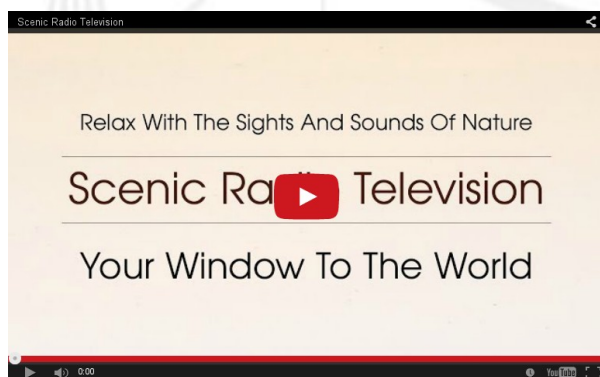 Scenic Radio Television
Relax With The Sights And Sounds Of Nature
Scenic Radio Television
Your Window To The World
0:00
YouTube